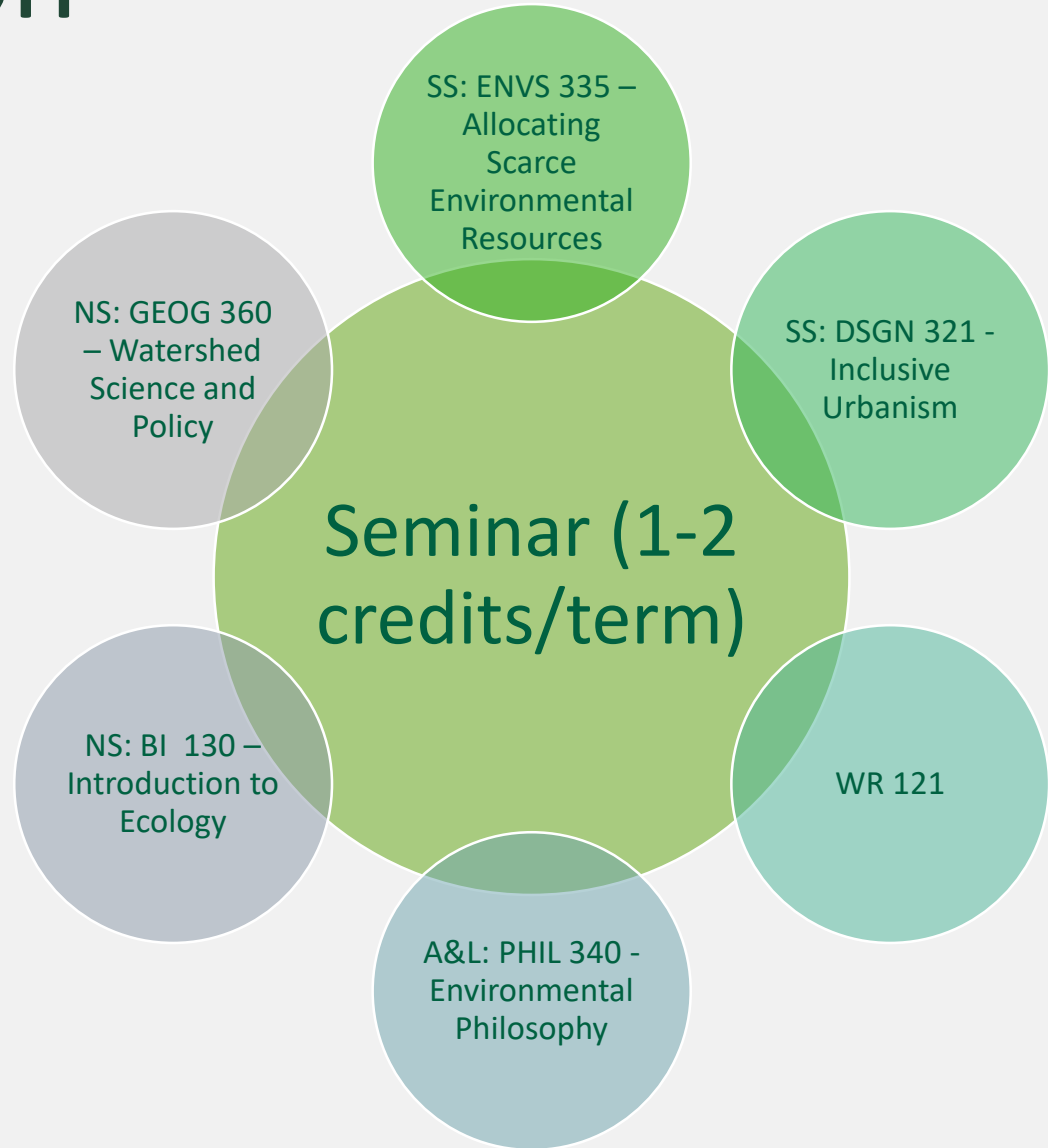 SS: ENVS 335 –
Allocating
Scarce
Environmental
Resources
SS: DSGN 321 -
Inclusive
Urbanism
WR 121
A&L: PHIL 340 -
Environmental
Philosophy
NS: BI  130 –
Introduction to
Ecology
NS: GEOG 360
– Watershed
Science and
Policy
Seminar (1-2
credits/term)